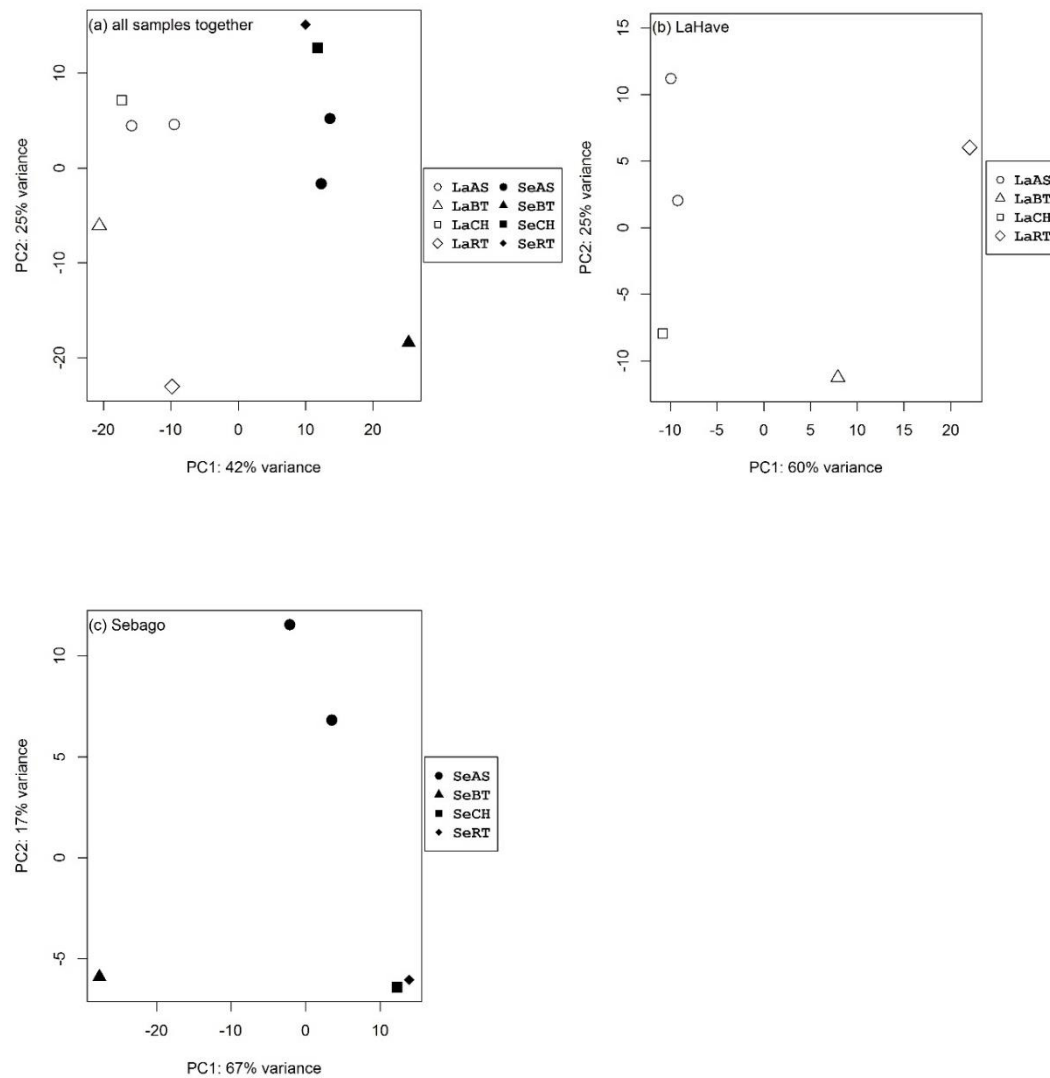 (a) all samples together
10
0
-10
-20
PC2: 25% variance
-20 -10 0 10 20
PC1: 42% variance
LaAS SeAS
LaBT SeBT
LaCH SeCH
LaRT SeRT
(b) LaHave
15
10
5
0
-5
-10
PC2: 25% variance
-10 -5 0 5 10 15 20
PC1: 60% variance
LaAS
LaBT
LaCH
LaRT
(c) Sebago
10
5
0
-5
PC2: 17% variance
-20 -10 0 10
PC1: 67% variance
SeAS
SeBT
SeCH
SeRT